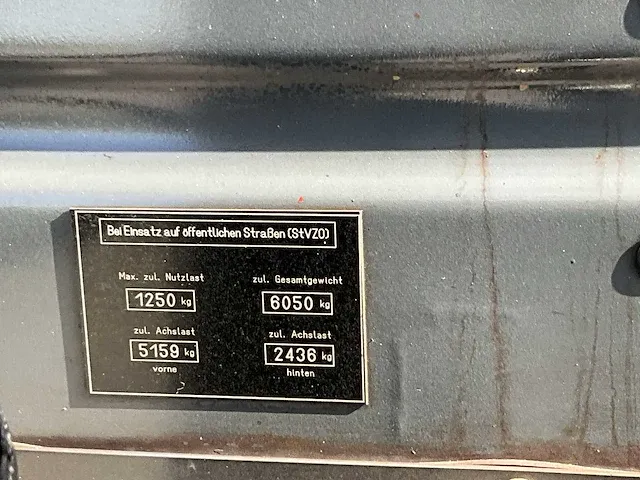 Bei Einsatz auf öffentlichen Straßen (StVZO)
Max. zul. Nutzlast zul. Gesamtgewicht
1250 kg 6050 kg
zul. Achslast zul. Achslast
5159 kg 2436 kg
vorne hinten